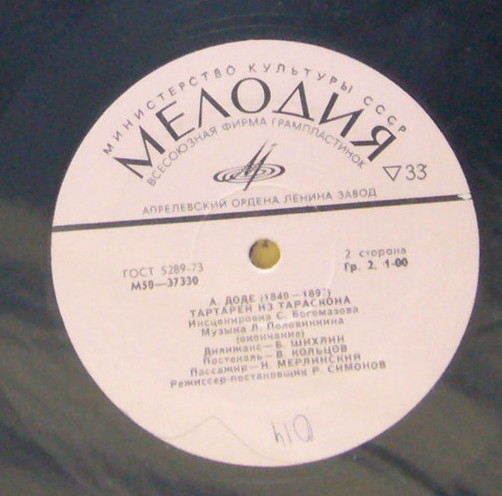 МИНИСТЕРСТВО КУЛЬТУРЫ СССР
МЕЛОДИЯ
ВСЕСОЮЗНАЯ ФИРМА ГРАМПЛАСТИНОК
▽33
АПРЕЛЕВСКИЙ ОРДЕНА ЛЕНИНА ЗАВОД
ГОСТ 5289-73
М50—37330
2 сторона
Гр. 2. 1-00
А. ДОДЕ (1840—1897)
ТАРТАРЕН ИЗ ТАРАСКОНА
Инсценировка С. Богомазова
Музыка Л. Половинкина
(окончание)
Дилижанс— Б. ШИХЛИН
Постекаль— В. КОЛЬЦОВ
Пассажир— Н. МЕРЛИНСКИЙ
Режиссер-постановщик Р. СИМОНОВ